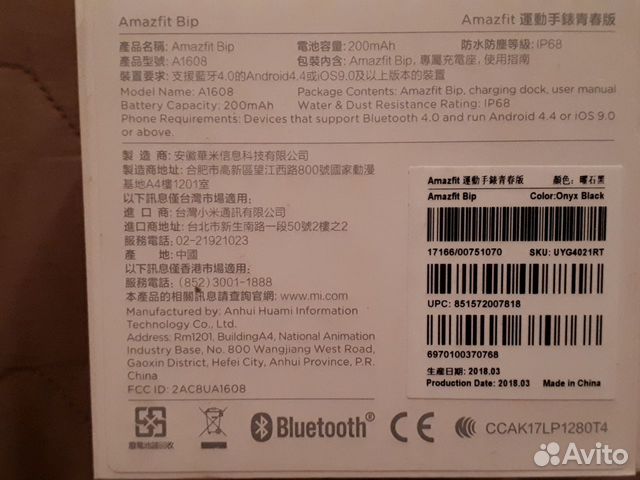 Amazfit Bip
Amazfit 運動手錶青春版
產品名稱: Amazfit Bip
電池容量: 200mAh
防水防塵等級: IP68
產品型號: A1608
包裝內含: Amazfit Bip, 專屬充電座, 使用指南
裝置要求: 支援藍牙4.0的Android4.4或iOS9.0及以上版本的裝置
Model Name: A1608
Package Contents: Amazfit Bip, charging dock, user manual
Battery Capacity: 200mAh
Water & Dust Resistance Rating: IP68
Phone Requirements: Devices that support Bluetooth 4.0 and run Android 4.4 or iOS 9.0
or above.
製 造 商: 安徽華米信息科技有限公司
製造商地址: 合肥市高新區望江西路800號國家動漫
基地A4樓1201室
以下訊息僅台灣市場適用:
進 口 商: 台灣小米通訊有限公司
進口商地址: 台北市新生南路一段50號2樓之2
服務電話: 02-21921023
產 地: 中國
以下訊息僅香港市場適用:
服務電話: (852) 3001-1888
本產品的相關訊息請查詢官網: www.mi.com
Manufactured by: Anhui Huami Information
Technology Co., Ltd.
Address: Rm1201, BuildingA4, National Animation
Industry Base, No. 800 Wangjiang West Road,
Gaoxin District, Hefei City, Anhui Province, P.R.
China
FCC ID: 2AC8UA1608
Amazfit 運動手錶青春版
顏色: 曜石黑
Amazfit Bip
Color:Onyx Black
17166/00751070
SKU: UYG4021RT
UPC: 851572007818
6970100370768
生産日期: 2018.03
Production Date: 2018.03
Made in China
廢電池請回收
Bluetooth®
CE
CCAK17LP1280T4
Avito